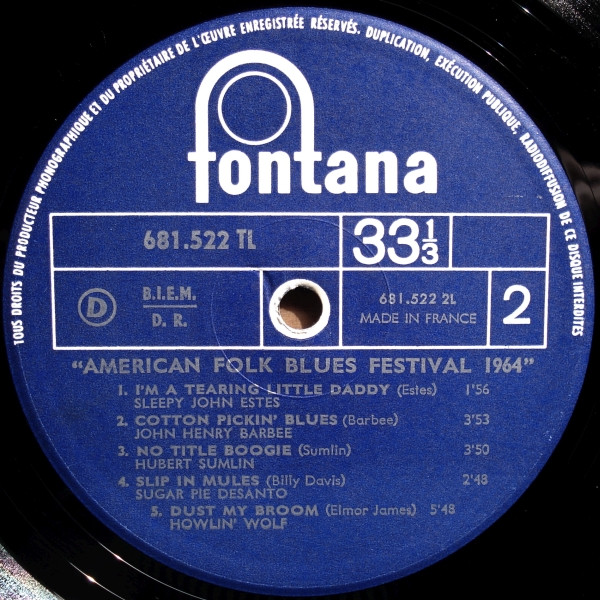 TOUS DROITS DU PRODUCTEUR PHONOGRAPHIQUE ET DU PROPRIÉTAIRE DE L'ŒUVRE ENREGISTRÉE RÉSERVÉS. DUPLICATION, EXÉCUTION PUBLIQUE, RADIODIFFUSION DE CE DISQUE INTERDITES
fontana
681.522 TL
33 1/3
D
B.I.E.M.
D. R.
681.522 2L
MADE IN FRANCE
2
“AMERICAN FOLK BLUES FESTIVAL 1964”
1. I'M A TEARING LITTLE DADDY (Estes) 1'56
SLEEPY JOHN ESTES
2. COTTON PICKIN' BLUES (Barbee) 3'53
JOHN HENRY BARBEE
3. NO TITLE BOOGIE (Sumlin) 3'50
HUBERT SUMLIN
4. SLIP IN MULES (Billy Davis) 2'48
SUGAR PIE DESANTO
5. DUST MY BROOM (Elmor James) 5'48
HOWLIN' WOLF